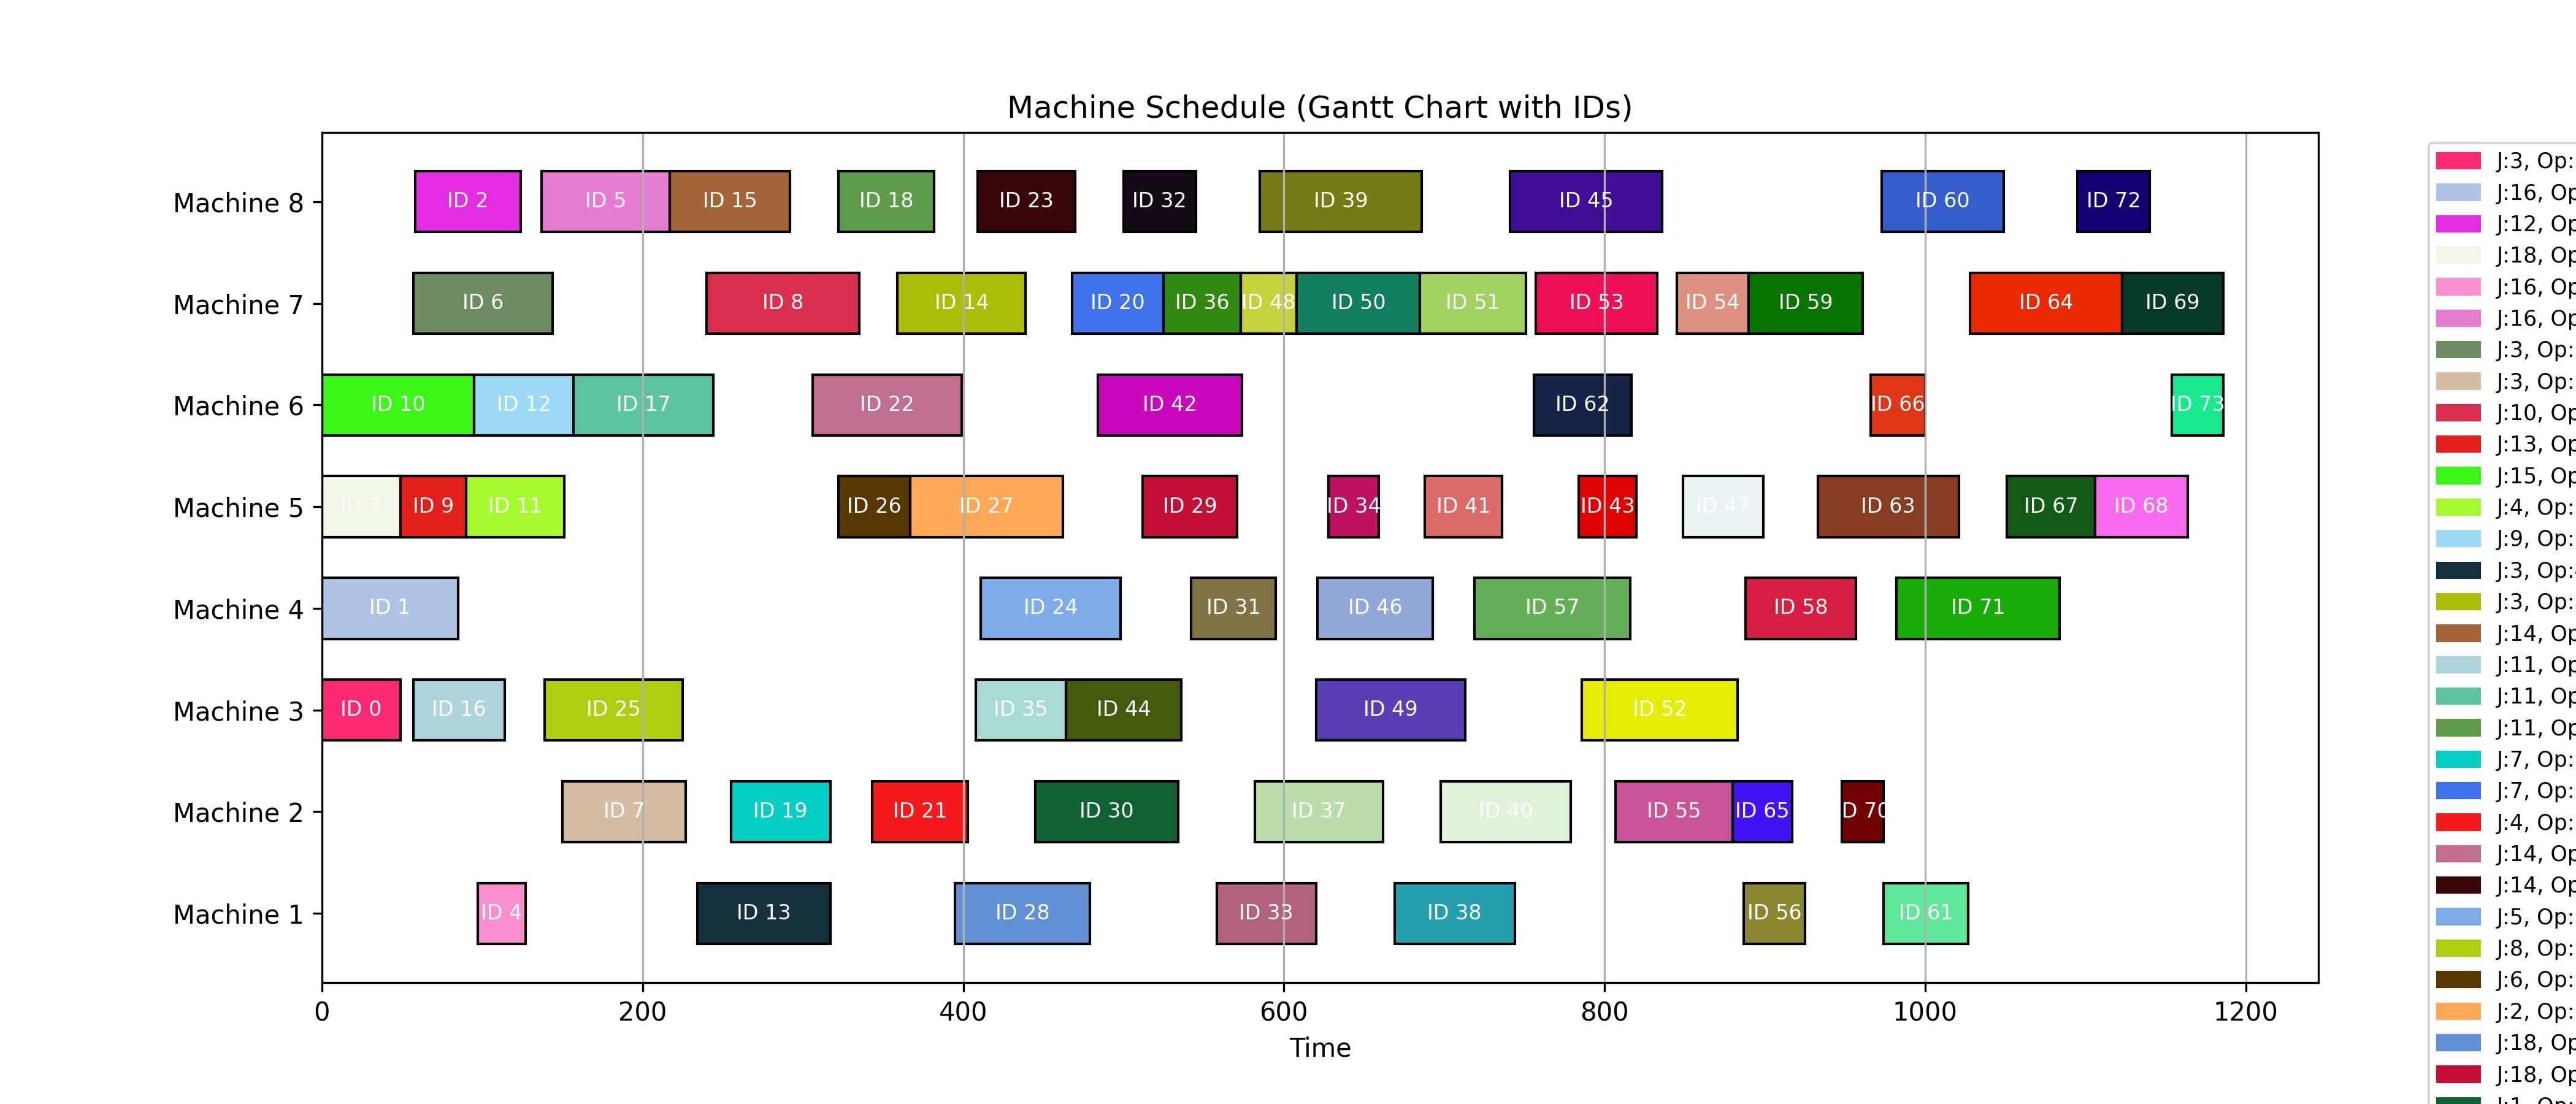 Machine Schedule (Gantt Chart with IDs)
Machine 8
ID 2 ID 5 ID 15 ID 18 ID 23 ID 32 ID 39 ID 45 ID 60 ID 72
Machine 7
ID 6 ID 8 ID 14 ID 20 ID 36 ID 48 ID 50 ID 51 ID 53 ID 54 ID 59 ID 64 ID 69
Machine 6
ID 10 ID 12 ID 17 ID 22 ID 42 ID 62 ID 66 ID 73
Machine 5
ID 3 ID 9 ID 11 ID 26 ID 27 ID 29 ID 34 ID 41 ID 43 ID 47 ID 63 ID 67 ID 68
Machine 4
ID 1 ID 24 ID 31 ID 46 ID 57 ID 58 ID 71
Machine 3
ID 0 ID 16 ID 25 ID 35 ID 44 ID 49 ID 52
Machine 2
ID 7 ID 19 ID 21 ID 30 ID 37 ID 40 ID 55 ID 65 ID 70
Machine 1
ID 4 ID 13 ID 28 ID 33 ID 38 ID 56 ID 61
0 200 400 600 800 1000 1200
Time
J:3, Op:
J:16, Op
J:12, Op
J:18, Op
J:16, Op
J:16, Op
J:3, Op:
J:3, Op:
J:10, Op
J:13, Op
J:15, Op
J:4, Op:
J:9, Op:
J:3, Op:
J:3, Op:
J:14, Op
J:11, Op
J:11, Op
J:11, Op
J:7, Op:
J:7, Op:
J:4, Op:
J:14, Op
J:14, Op
J:5, Op:
J:8, Op:
J:6, Op:
J:2, Op:
J:18, Op
J:18, Op